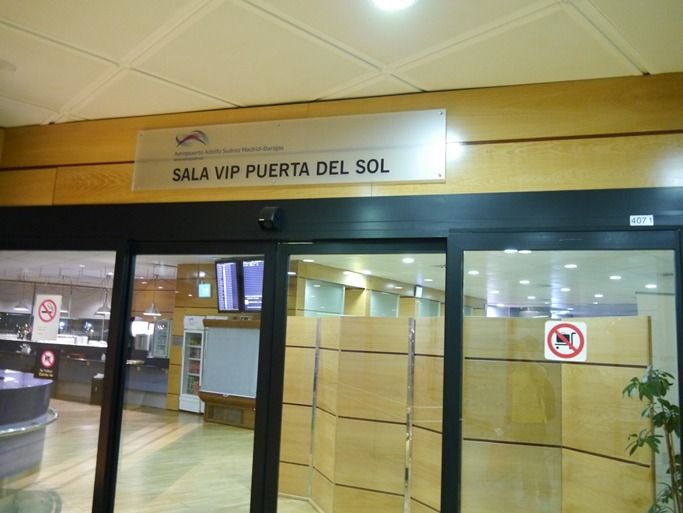 Aeropuerto Adolfo Suárez Madrid-Barajas
SALA VIP PUERTA DEL SOL
4071